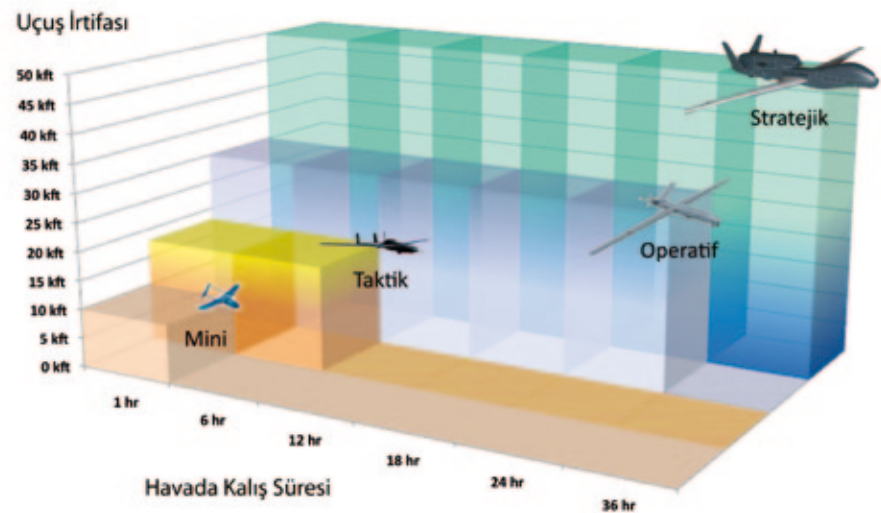 Uçuş İrtifası
50 kft
45 kft
40 kft
35 kft
30 kft
25 kft
20 kft
15 kft
10 kft
5 kft
0 kft
Stratejik
Operatif
Taktik
Mini
1 hr
6 hr
12 hr
18 hr
24 hr
36 hr
Havada Kalış Süresi